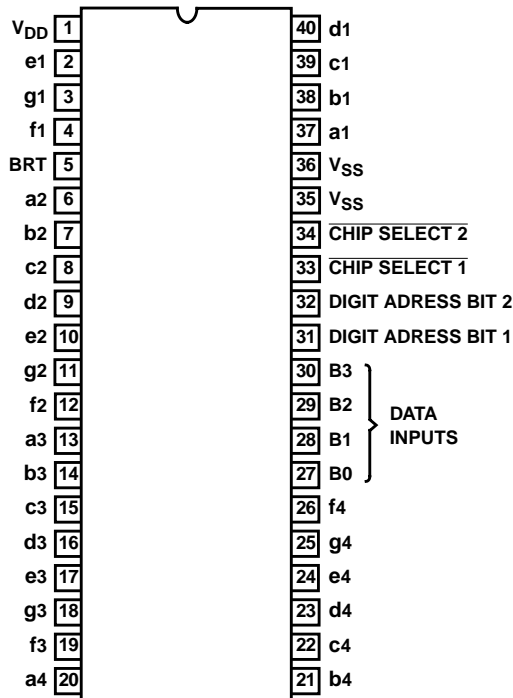 VDD 1 40 d1
e1 2 39 c1
g1 3 38 b1
f1 4 37 a1
BRT 5 36 VSS
a2 6 35 VSS
b2 7 34 CHIP SELECT 2
c2 8 33 CHIP SELECT 1
d2 9 32 DIGIT ADRESS BIT 2
e2 10 31 DIGIT ADRESS BIT 1
g2 11 30 B3
f2 12 29 B2
a3 13 28 B1
b3 14 27 B0
DATA
INPUTS
c3 15 26 f4
d3 16 25 g4
e3 17 24 e4
g3 18 23 d4
f3 19 22 c4
a4 20 21 b4